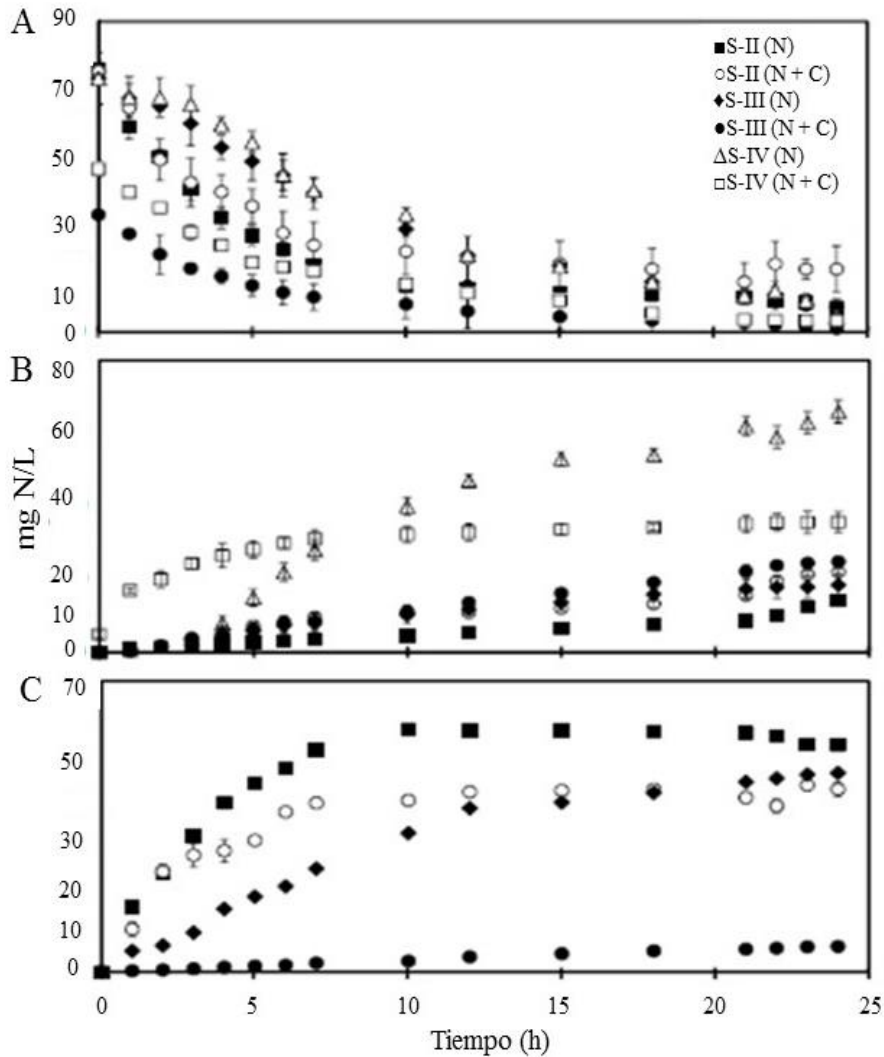 A
90
70
50
30
10
0
■ S-II (N)
○ S-II (N + C)
◆ S-III (N)
● S-III (N + C)
△ S-IV (N)
□ S-IV (N + C)
B
80
60
40
20
10
0
mg N/L
C
70
50
30
20
10
0
0 5 10 15 20 25
Tiempo (h)